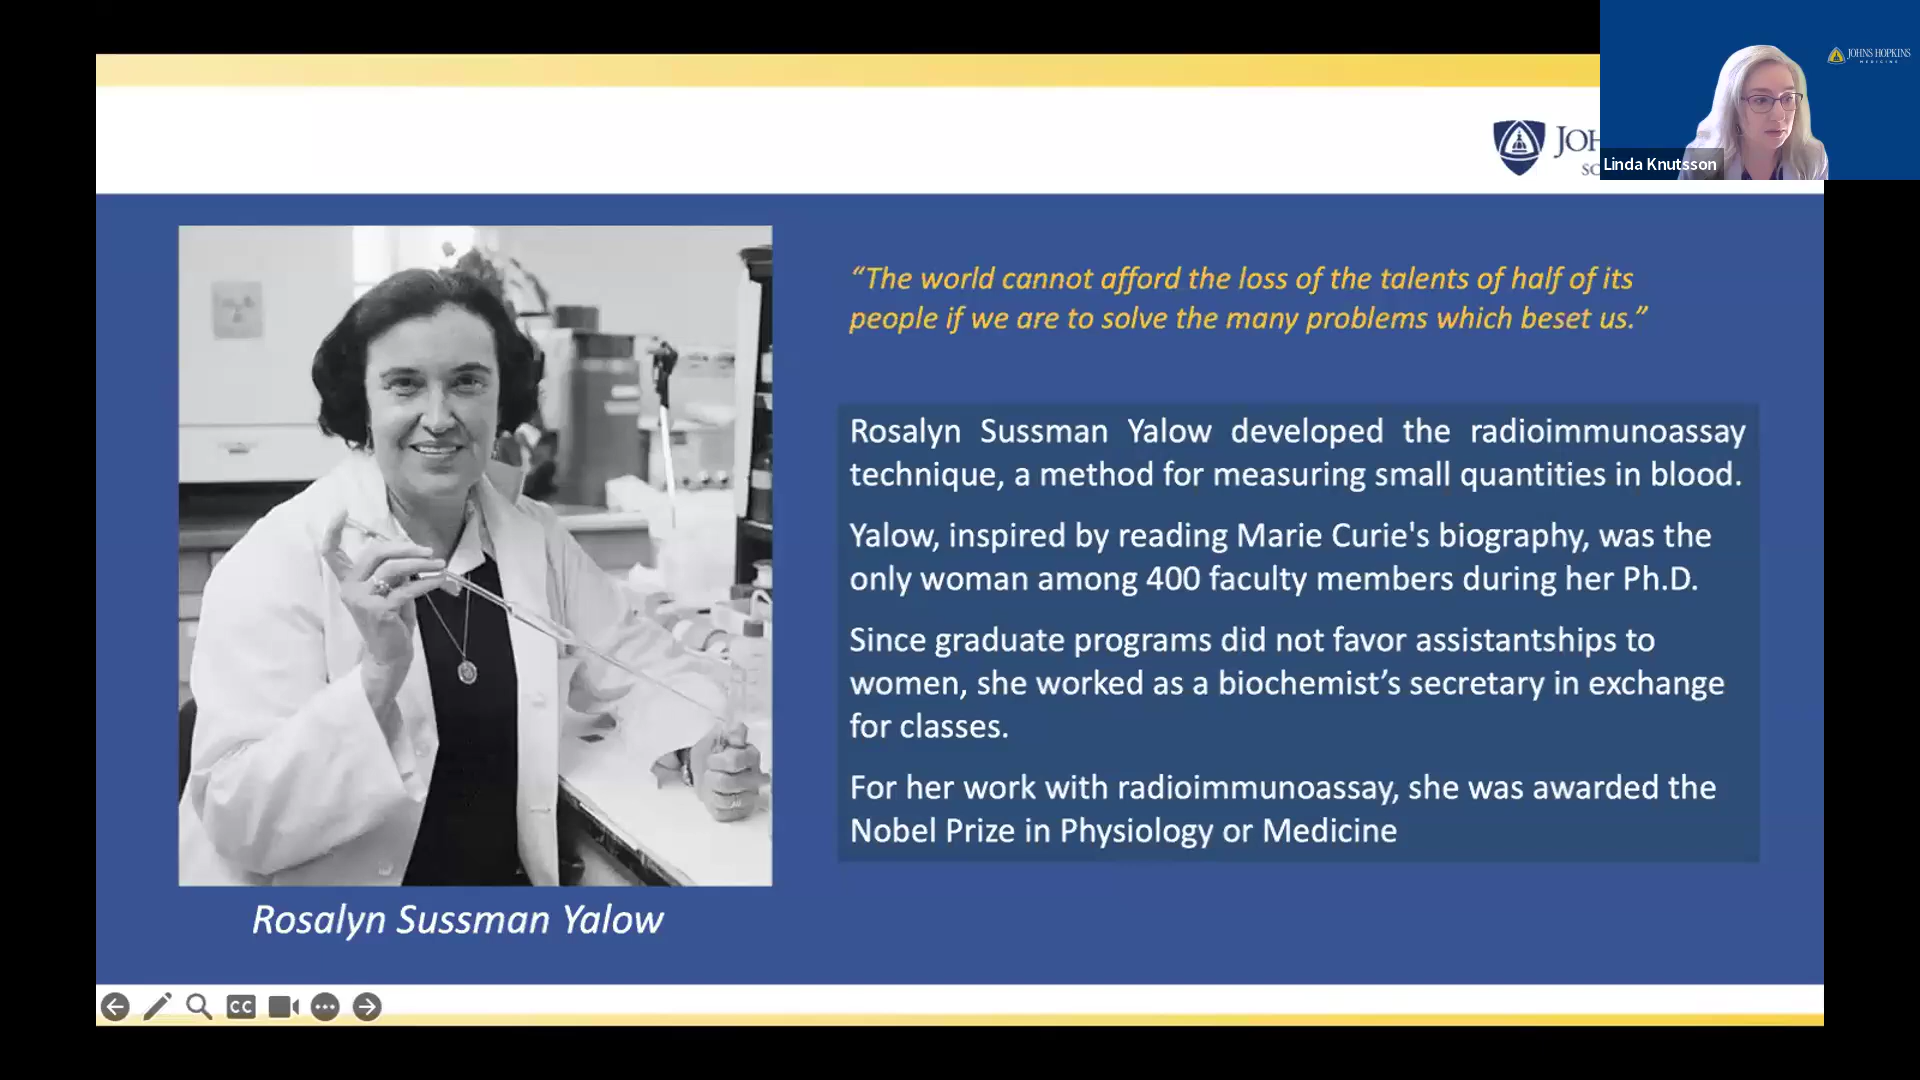 JOHNS HOPKINS
MEDICINE
Linda Knutsson
“The world cannot afford the loss of the talents of half of its
people if we are to solve the many problems which beset us.”
Rosalyn Sussman Yalow developed the radioimmunoassay
technique, a method for measuring small quantities in blood.
Yalow, inspired by reading Marie Curie's biography, was the
only woman among 400 faculty members during her Ph.D.
Since graduate programs did not favor assistantships to
women, she worked as a biochemist’s secretary in exchange
for classes.
For her work with radioimmunoassay, she was awarded the
Nobel Prize in Physiology or Medicine
Rosalyn Sussman Yalow
CC